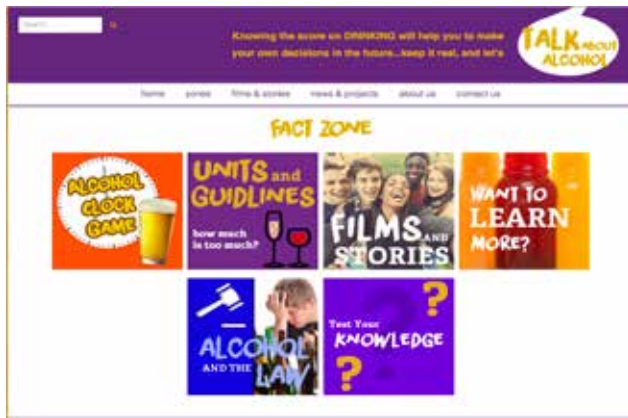 Search
Knowing the score on DRINKING will help you to make
your own decisions in the future...keep it real, and let's
TALK ABOUT
ALCOHOL
home zones films & stories news & projects about us contact us
FACT ZONE
ALCOHOL
CLOCK
GAME
UNITS and
GUIDLINES
how much
is too much?
FILMS AND
STORIES
WANT TO
LEARN
MORE?
ALCOHOL
AND THE LAW
Test Your
KNOWLEDGE
?
?